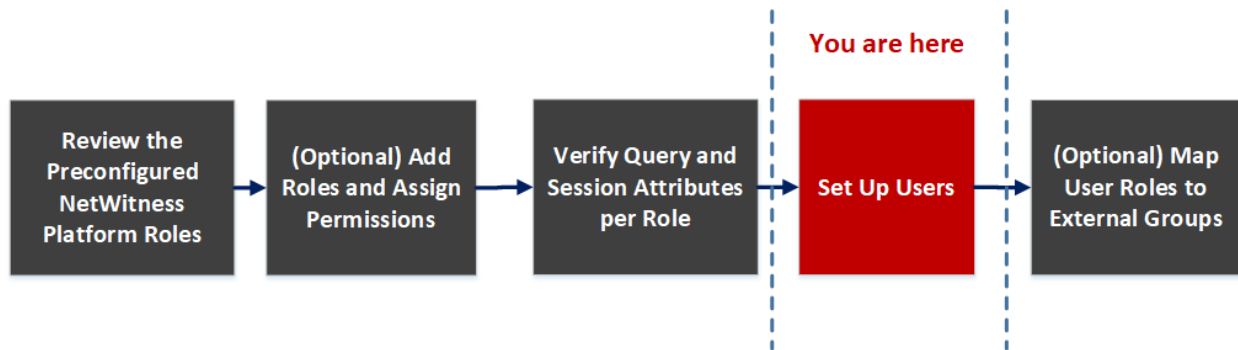 You are here
Review the
Preconfigured
NetWitness
Platform Roles
(Optional) Add
Roles and Assign
Permissions
Verify Query and
Session Attributes
per Role
Set Up Users
(Optional) Map
User Roles to
External Groups